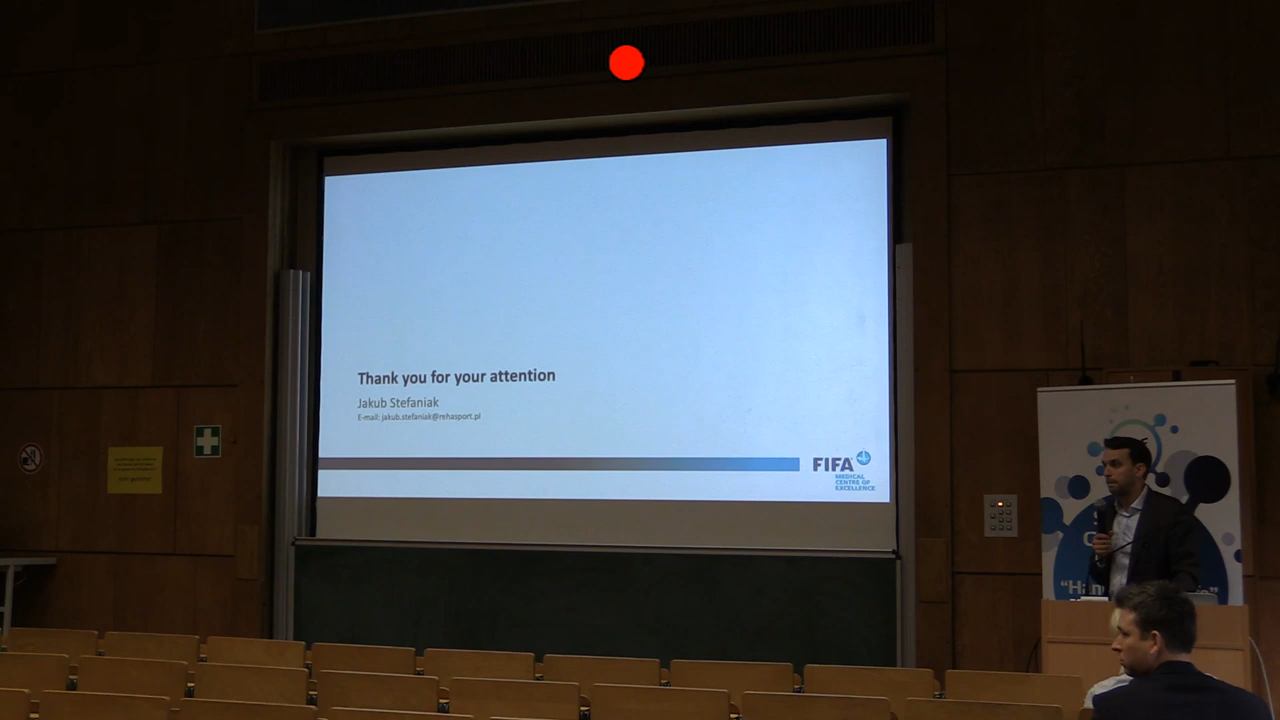 Thank you for your attention
Jakub Stefaniak
E-mail: jakub.stefaniak@rehasport.pl
FIFA
MEDICAL
CENTRE OF
EXCELLENCE